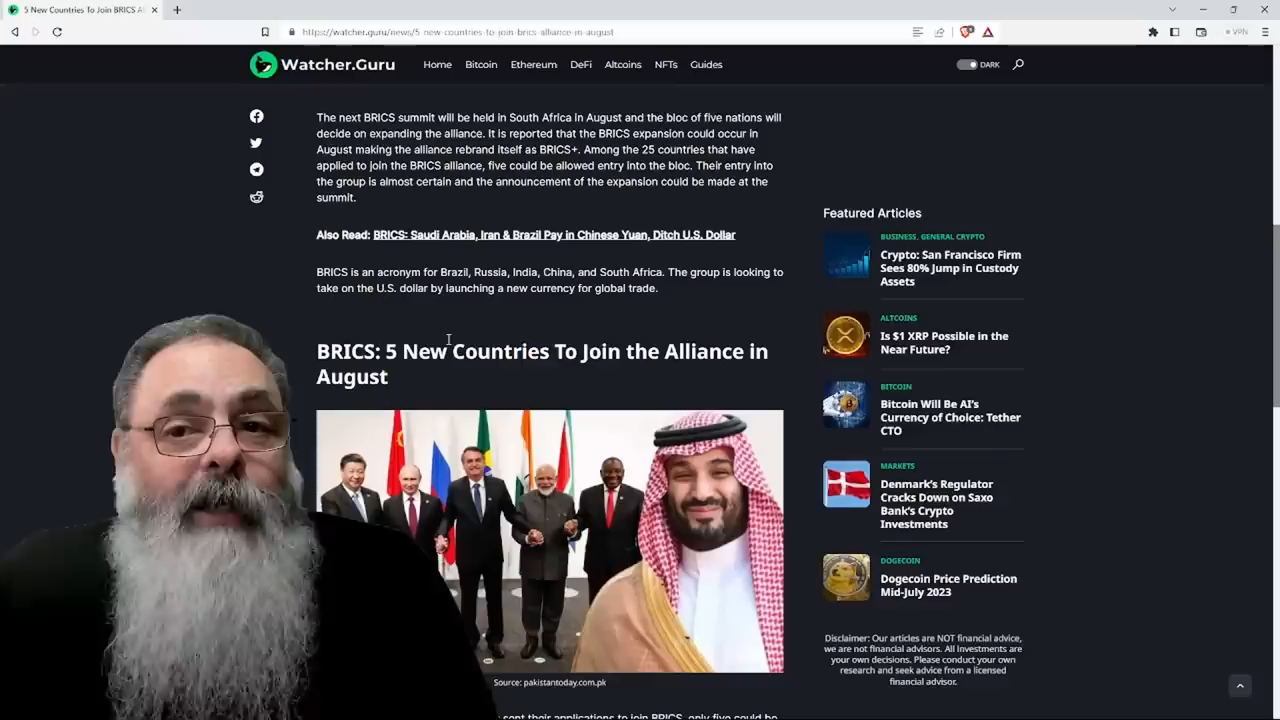 5 New Countries To Join BRICS Al
https://watcher.guru/news/5-new-countries-to-join-brics-alliance-in-august
VPN
Watcher.Guru
Home Bitcoin Ethereum DeFi Altcoins NFTs Guides
DARK
The next BRICS summit will be held in South Africa in August and the bloc of five nations will
decide on expanding the alliance. It is reported that the BRICS expansion could occur in
August making the alliance rebrand itself as BRICS+. Among the 25 countries that have
applied to join the BRICS alliance, five could be allowed entry into the bloc. Their entry into
the group is almost certain and the announcement of the expansion could be made at the
summit.
Also Read: BRICS: Saudi Arabia, Iran & Brazil Pay in Chinese Yuan, Ditch U.S. Dollar
BRICS is an acronym for Brazil, Russia, India, China, and South Africa. The group is looking to
take on the U.S. dollar by launching a new currency for global trade.
BRICS: 5 New Countries To Join the Alliance in
August
Source: pakistantoday.com.pk
sent their applications to join BRICS, only five could be
Featured Articles
BUSINESS, GENERAL CRYPTO
Crypto: San Francisco Firm
Sees 80% Jump in Custody
Assets
ALTCOINS
Is $1 XRP Possible in the
Near Future?
BITCOIN
Bitcoin Will Be AI's
Currency of Choice: Tether
CTO
MARKETS
Denmark's Regulator
Cracks Down on Saxo
Bank's Crypto
Investments
DOGECOIN
Dogecoin Price Prediction
Mid-July 2023
Disclaimer: Our articles are NOT financial advice,
we are not financial advisors. All Investments are
your own decisions. Please conduct your own
research and seek advice from a licensed
financial advisor.